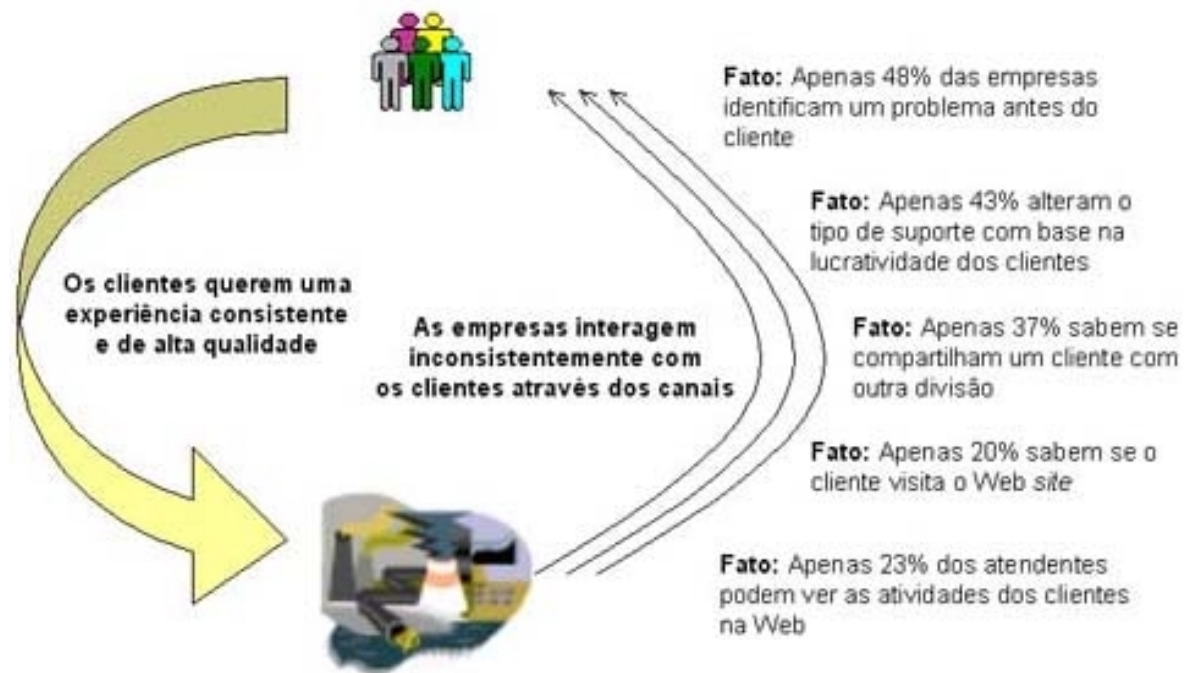 Fato: Apenas 48% das empresas
identificam um problema antes do
cliente
Fato: Apenas 43% alteram o
tipo de suporte com base na
lucratividade dos clientes
Os clientes querem uma
experiência consistente
e de alta qualidade
As empresas interagem
inconsistentemente com
os clientes através dos canais
Fato: Apenas 37% sabem se
compartilham um cliente com
outra divisão
Fato: Apenas 20% sabem se o
cliente visita o Web site
Fato: Apenas 23% dos atendentes
podem ver as atividades dos clientes
na Web